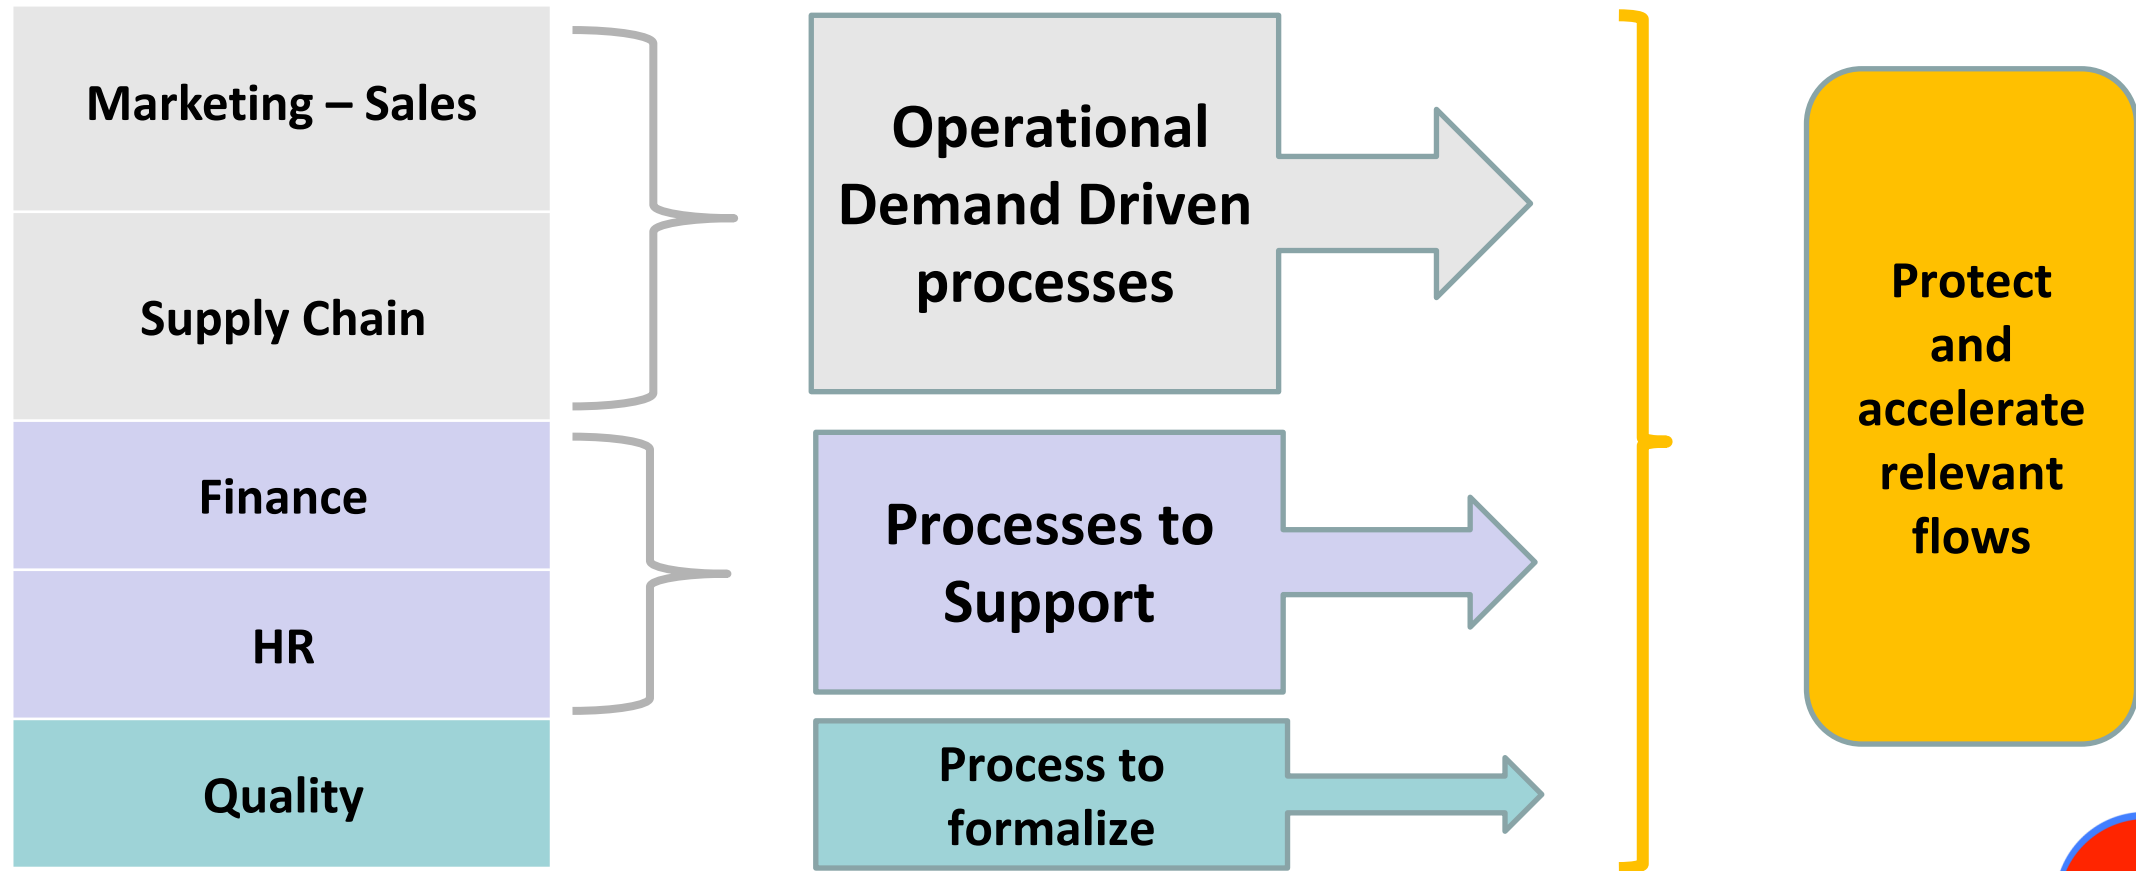 Marketing – Sales
Supply Chain
Finance
HR
Quality
Operational
Demand Driven
processes
Processes to
Support
Process to
formalize
Protect
and
accelerate
relevant
flows